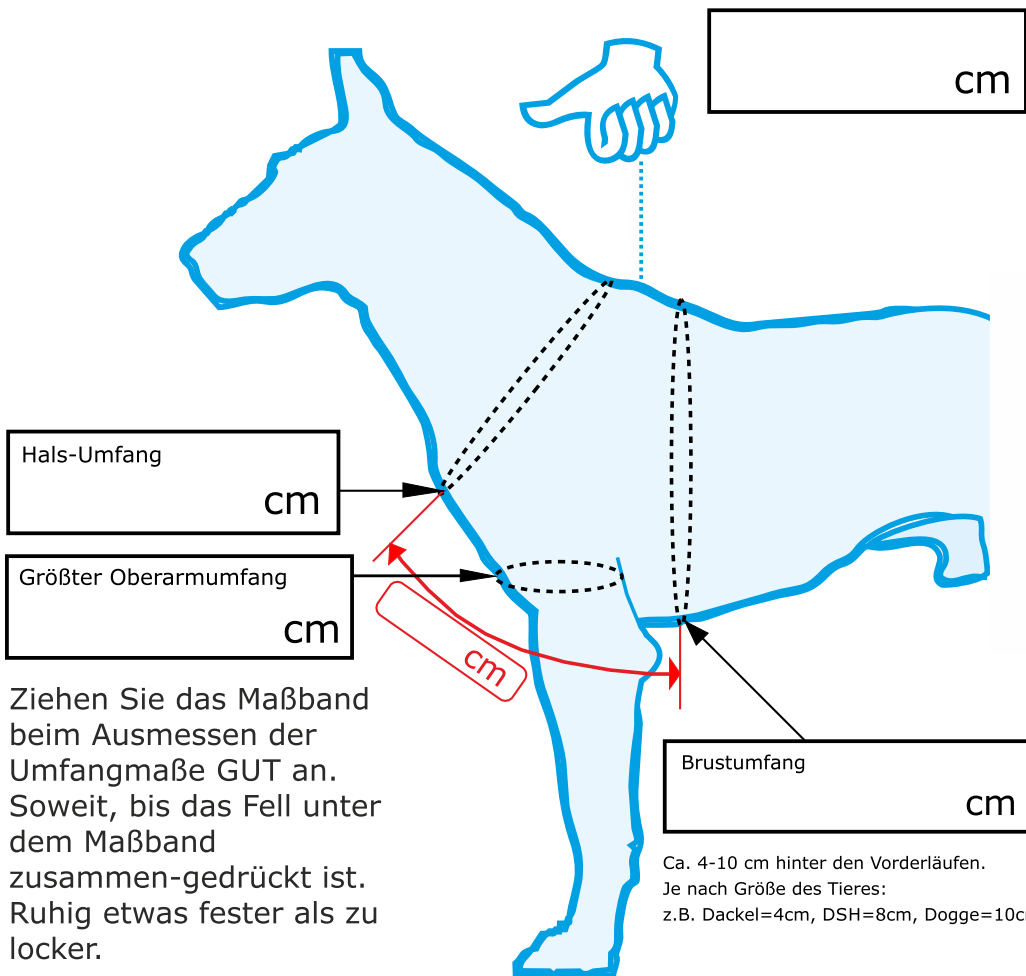 cm
Hals-Umfang
cm
Größter Oberarmumfang
cm
cm
Ziehen Sie das Maßband
beim Ausmessen der
Umfangmaße GUT an.
Soweit, bis das Fell unter
dem Maßband
zusammen-gedrückt ist.
Ruhig etwas fester als zu
locker.
Brustumfang
cm
Ca. 4-10 cm hinter den Vorderläufen.
Je nach Größe des Tieres:
z.B. Dackel=4cm, DSH=8cm, Dogge=10cm